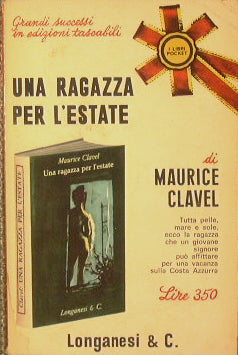 Grandi successi
in edizioni tascabili
I LIBRI
POCKET
UNA RAGAZZA
PER L'ESTATE
di
MAURICE
CLAVEL
Tutta pelle,
mare e sole,
ecco la ragazza
che un giovane
signore
può affittare
per una vacanza
sulla Costa Azzurra
Lire 350
Maurice Clavel
Una ragazza per l'estate
Longanesi & C.
Clavel UNA RAGAZZA PER L'ESTATE
Longanesi & C.